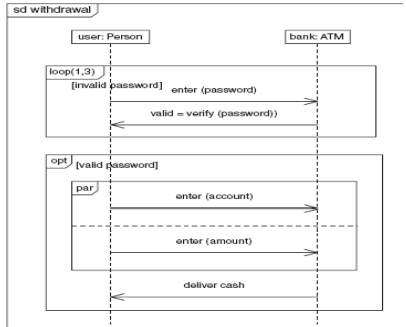 sd withdrawal
user: Person
bank: ATM
loop(1,3)
[invalid password]
enter (password)
valid = verify (password))
opt
[valid password]
par
enter (account)
enter (amount)
deliver cash